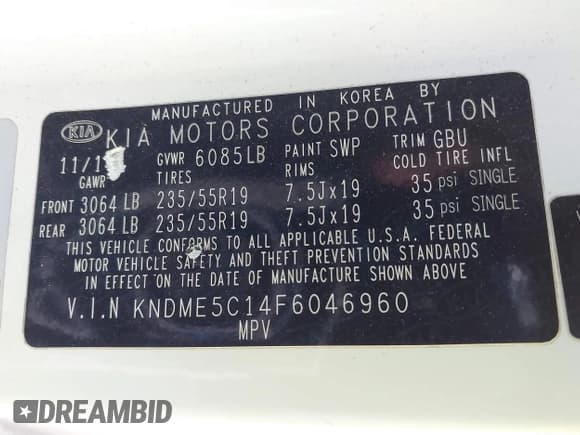 MANUFACTURED IN KOREA BY
KIA KIA MOTORS CORPORATION
11/1 GVWR 6085LB PAINT SWP TRIM GBU
GAWR TIRES RIMS COLD TIRE INFL
FRONT 3064 LB 235/55R19 7.5Jx19 35 psi SINGLE
REAR 3064 LB 235/55R19 7.5Jx19 35 psi SINGLE
THIS VEHICLE CONFORMS TO ALL APPLICABLE U.S.A. FEDERAL
MOTOR VEHICLE SAFETY AND THEFT PREVENTION STANDARDS
IN EFFECT ON THE DATE OF MANUFACTURE SHOWN ABOVE
V.I.N KNDME5C14F6046960
MPV
DREAMBID